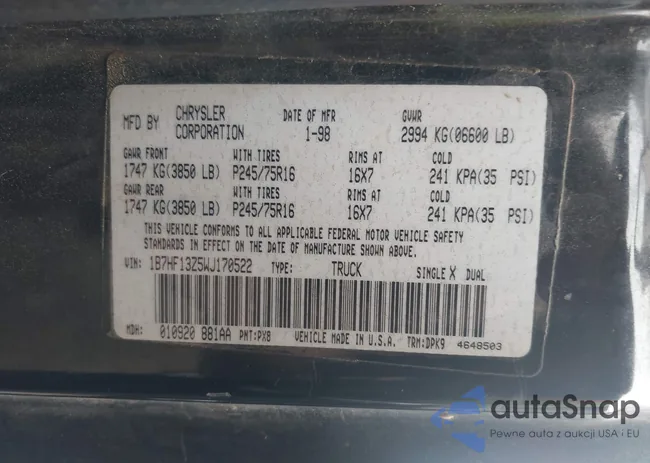 MFD BY CHRYSLER CORPORATION DATE OF MFR 1-98 GVWR 2994 KG(06600 LB)
GAWR FRONT WITH TIRES RIMS AT COLD
1747 KG(3850 LB) P245/75R16 16X7 241 KPA(35 PSI)
GAWR REAR WITH TIRES RIMS AT COLD
1747 KG(3850 LB) P245/75R16 16X7 241 KPA(35 PSI)
THIS VEHICLE CONFORMS TO ALL APPLICABLE FEDERAL MOTOR VEHICLE SAFETY
STANDARDS IN EFFECT ON THE DATE OF MANUFACTURE SHOWN ABOVE.
VIN: 1B7HF13Z5WJ170522 TYPE: TRUCK SINGLE X DUAL
MDH: 010920 881AA PNT:PX8 VEHICLE MADE IN U.S.A. TRM:DPK9 4648503
autaSnap
Pewne auta z aukcji USA i EU